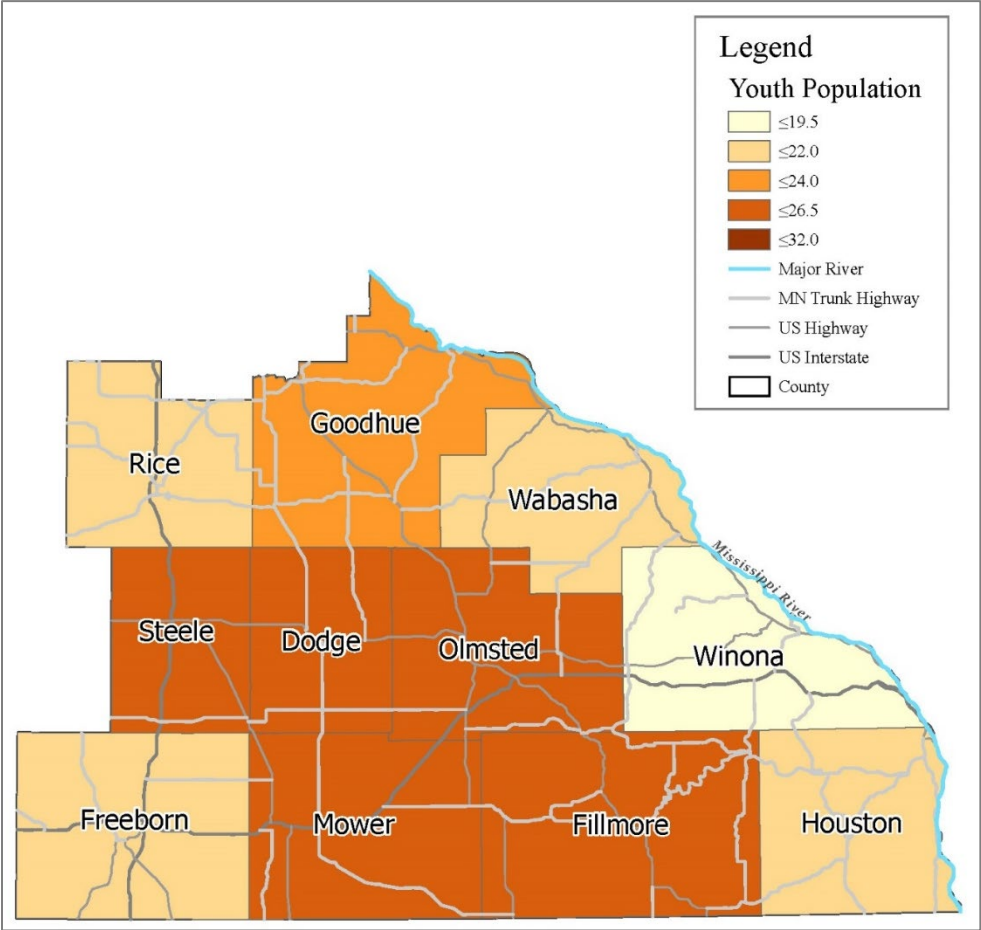 Legend
Youth Population
≤19.5
≤22.0
≤24.0
≤26.5
≤32.0
Major River
MN Trunk Highway
US Highway
US Interstate
County
Goodhue
Rice
Wabasha
Mississippi River
Steele
Dodge
Olmsted
Winona
Freeborn
Mower
Fillmore
Houston